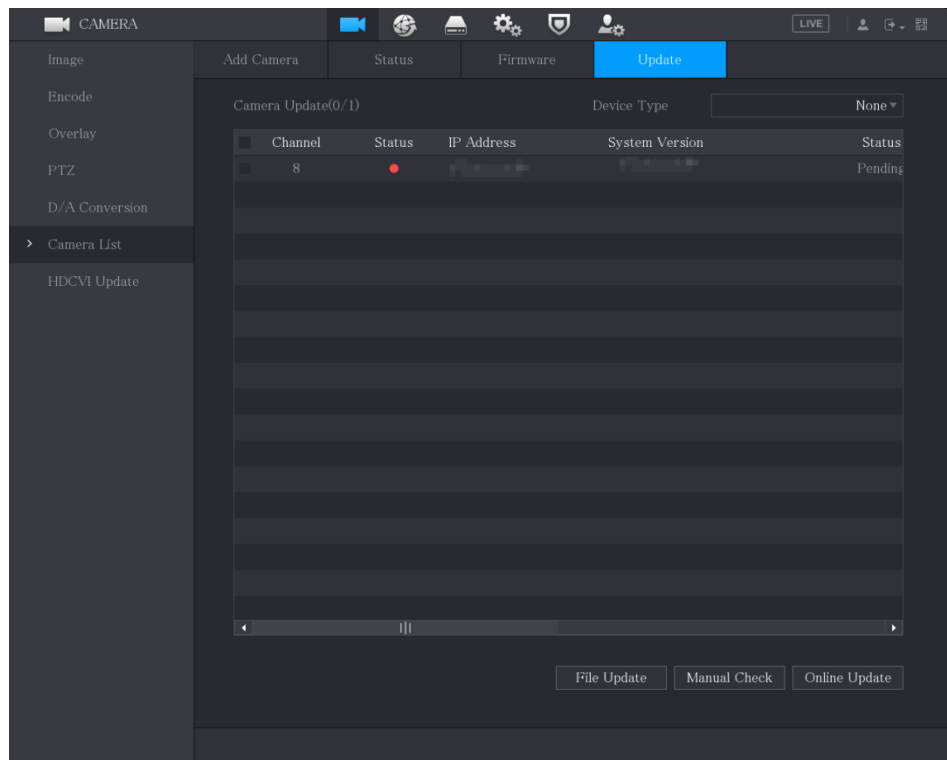 CAMERA
LIVE
Image
Add Camera Status Firmware Update
Encode
Camera Update(0/1) Device Type None
Overlay
Channel Status IP Address System Version Status
PTZ
8 Pending
D/A Conversion
Camera List
HDCVI Update
File Update Manual Check Online Update